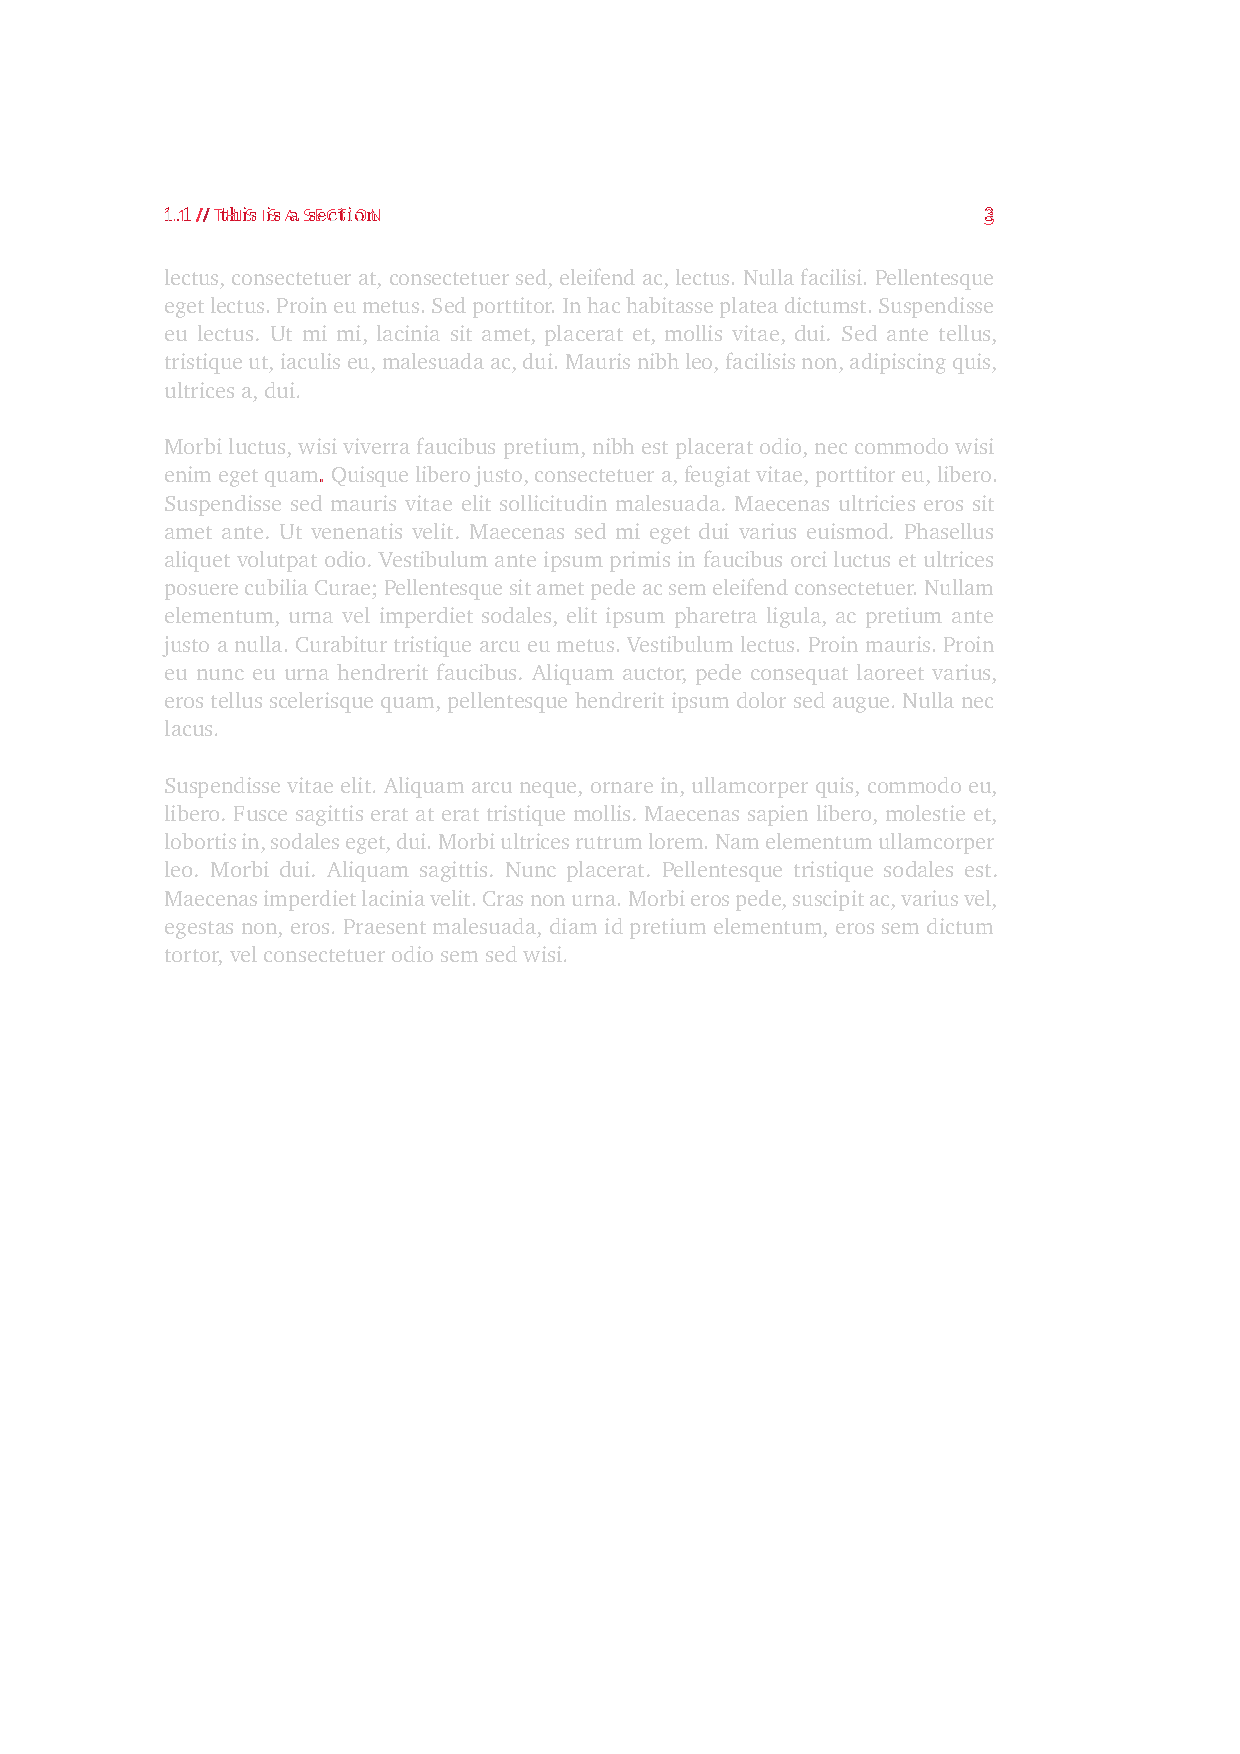 1.1 // this is a section 3
lectus, consectetuer at, consectetuer sed, eleifend ac, lectus. Nulla facilisi. Pellentesque
eget lectus. Proin eu metus. Sed porttitor. In hac habitasse platea dictumst. Suspendisse
eu lectus. Ut mi mi, lacinia sit amet, placerat et, mollis vitae, dui. Sed ante tellus,
tristique ut, iaculis eu, malesuada ac, dui. Mauris nibh leo, facilisis non, adipiscing quis,
ultrices a, dui.
Morbi luctus, wisi viverra faucibus pretium, nibh est placerat odio, nec commodo wisi
enim eget quam. Quisque libero justo, consectetuer a, feugiat vitae, porttitor eu, libero.
Suspendisse sed mauris vitae elit sollicitudin malesuada. Maecenas ultricies eros sit
amet ante. Ut venenatis velit. Maecenas sed mi eget dui varius euismod. Phasellus
aliquet volutpat odio. Vestibulum ante ipsum primis in faucibus orci luctus et ultrices
posuere cubilia Curae; Pellentesque sit amet pede ac sem eleifend consectetuer. Nullam
elementum, urna vel imperdiet sodales, elit ipsum pharetra ligula, ac pretium ante
justo a nulla. Curabitur tristique arcu eu metus. Vestibulum lectus. Proin mauris. Proin
eu nunc eu urna hendrerit faucibus. Aliquam auctor, pede consequat laoreet varius,
eros tellus scelerisque quam, pellentesque hendrerit ipsum dolor sed augue. Nulla nec
lacus.
Suspendisse vitae elit. Aliquam arcu neque, ornare in, ullamcorper quis, commodo eu,
libero. Fusce sagittis erat at erat tristique mollis. Maecenas sapien libero, molestie et,
lobortis in, sodales eget, dui. Morbi ultrices rutrum lorem. Nam elementum ullamcorper
leo. Morbi dui. Aliquam sagittis. Nunc placerat. Pellentesque tristique sodales est.
Maecenas imperdiet lacinia velit. Cras non urna. Morbi eros pede, suscipit ac, varius vel,
egestas non, eros. Praesent malesuada, diam id pretium elementum, eros sem dictum
tortor, vel consectetuer odio sem sed wisi.